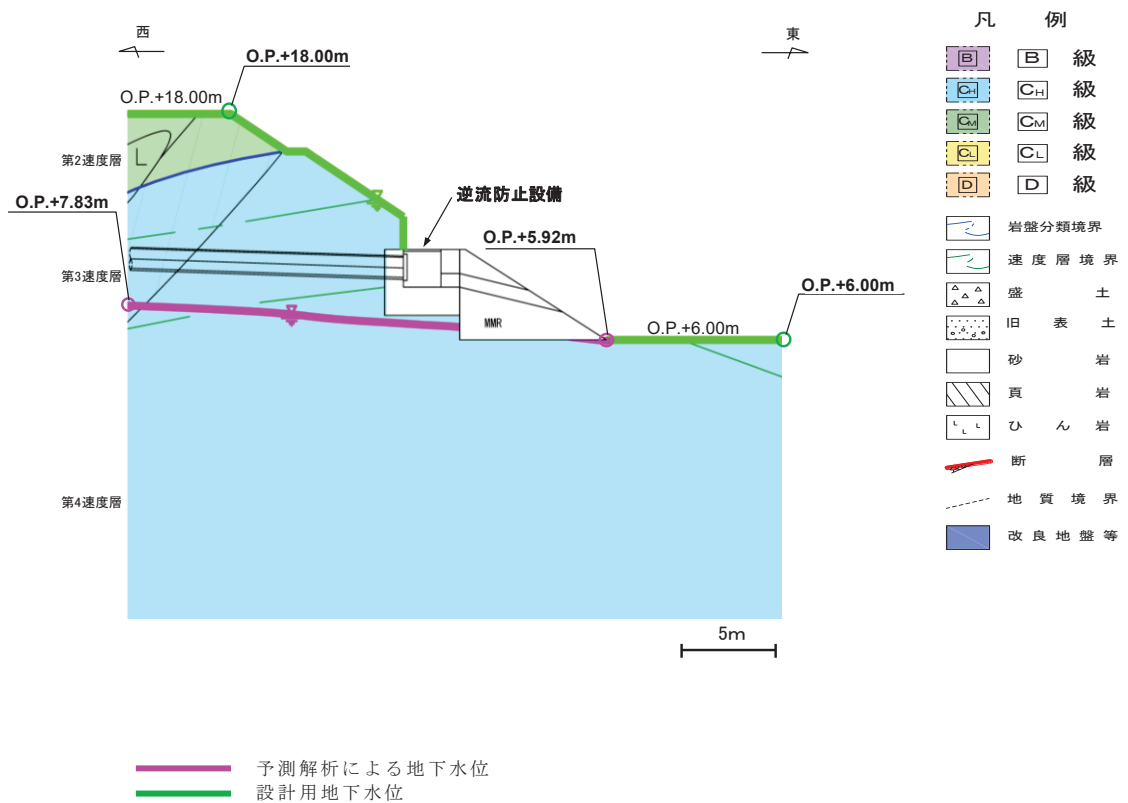 西
東
O.P.+18.00m
O.P.+18.00m
第2速度層
L
O.P.+7.83m
逆流防止設備
O.P.+5.92m
第3速度層
O.P.+6.00m
MMR
O.P.+6.00m
第4速度層
5m
凡 例
B B 級
CH CH 級
CM CM 級
CL CL 級
D D 級
岩盤分類境界
速度層境界
盛土
旧表土
砂岩
頁岩
ひん岩
断層
地質境界
改良地盤等
予測解析による地下水位
設計用地下水位